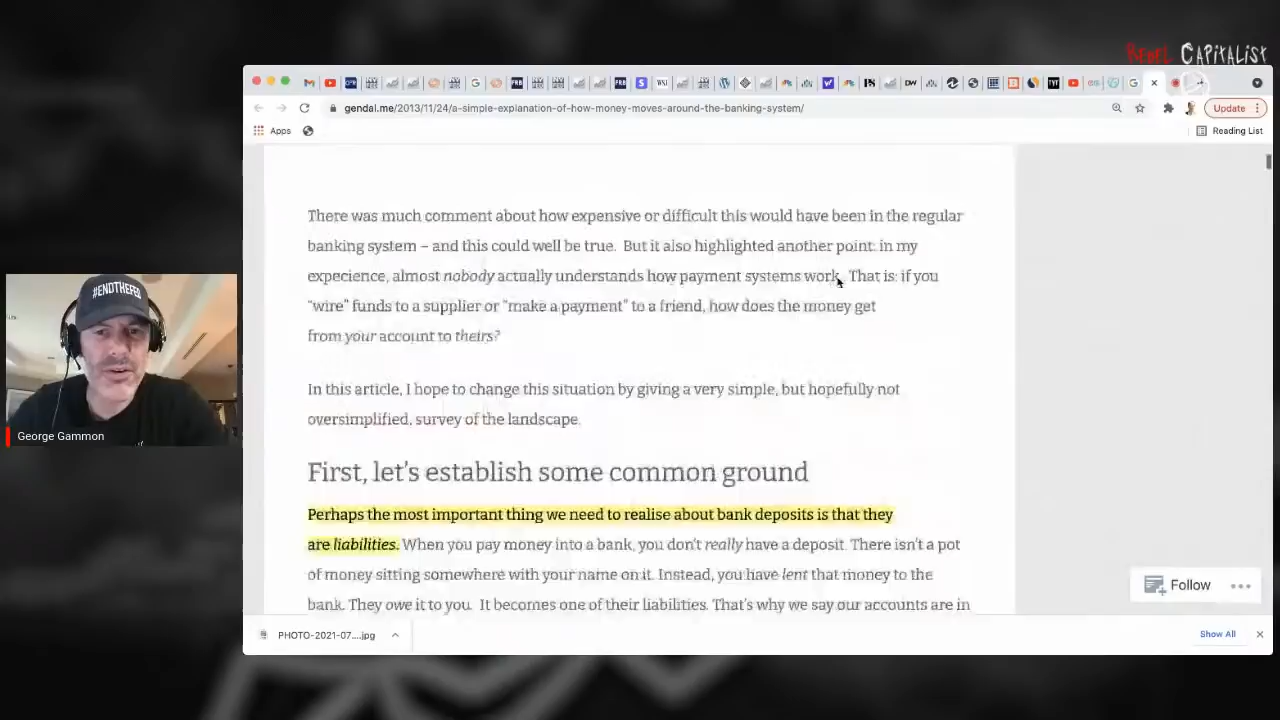 REBEL CAPITALIST
gendal.me/2013/11/24/a-simple-explanation-of-how-money-moves-around-the-banking-system/
Update
Apps
Reading List
There was much comment about how expensive or difficult this would have been in the regular
banking system – and this could well be true. But it also highlighted another point: in my
expecience, almost nobody actually understands how payment systems work. That is: if you
“wire” funds to a supplier or “make a payment” to a friend, how does the money get
from your account to theirs?
In this article, I hope to change this situation by giving a very simple, but hopefully not
oversimplified, survey of the landscape.
First, let’s establish some common ground
Perhaps the most important thing we need to realise about bank deposits is that they
are liabilities. When you pay money into a bank, you don’t really have a deposit. There isn’t a pot
of money sitting somewhere with your name on it. Instead, you have lent that money to the
bank. They owe it to you. It becomes one of their liabilities. That’s why we say our accounts are in
#ENDTHEFED
George Gammon
Follow
PHOTO-2021-07....jpg
Show All